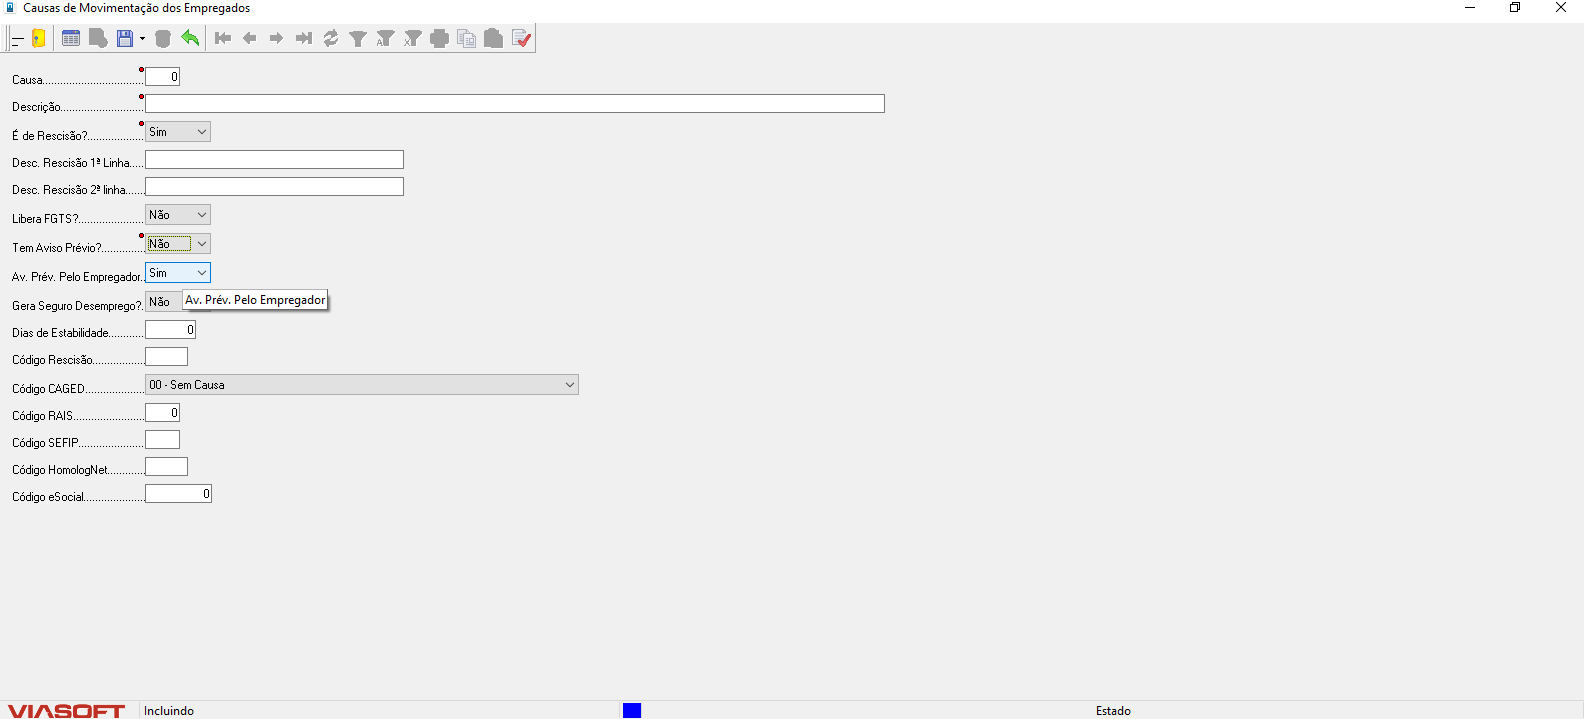 Causas de Movimentação dos Empregados
Causa.................................. 0
Descrição............................
É de Rescisão?................... Sim
Desc. Rescisão 1ª Linha.....
Desc. Rescisão 2ª linha......
Libera FGTS?...................... Não
Tem Aviso Prévio?.............. Não
Av. Prév. Pelo Empregador.. Sim
Gera Seguro Desemprego?. Não
Av. Prév. Pelo Empregador
Dias de Estabilidade............ 0
Código Rescisão.................
Código CAGED.................... 00 - Sem Causa
Código RAIS........................ 0
Código SEFIP......................
Código HomologNet............
Código eSocial..................... 0
VIASOFT Incluindo Estado